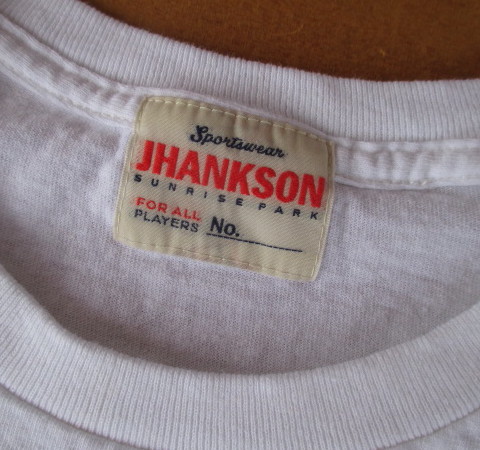 Sportswear
JHANKSON
SUNRISE PARK
FOR ALL
PLAYERS No.